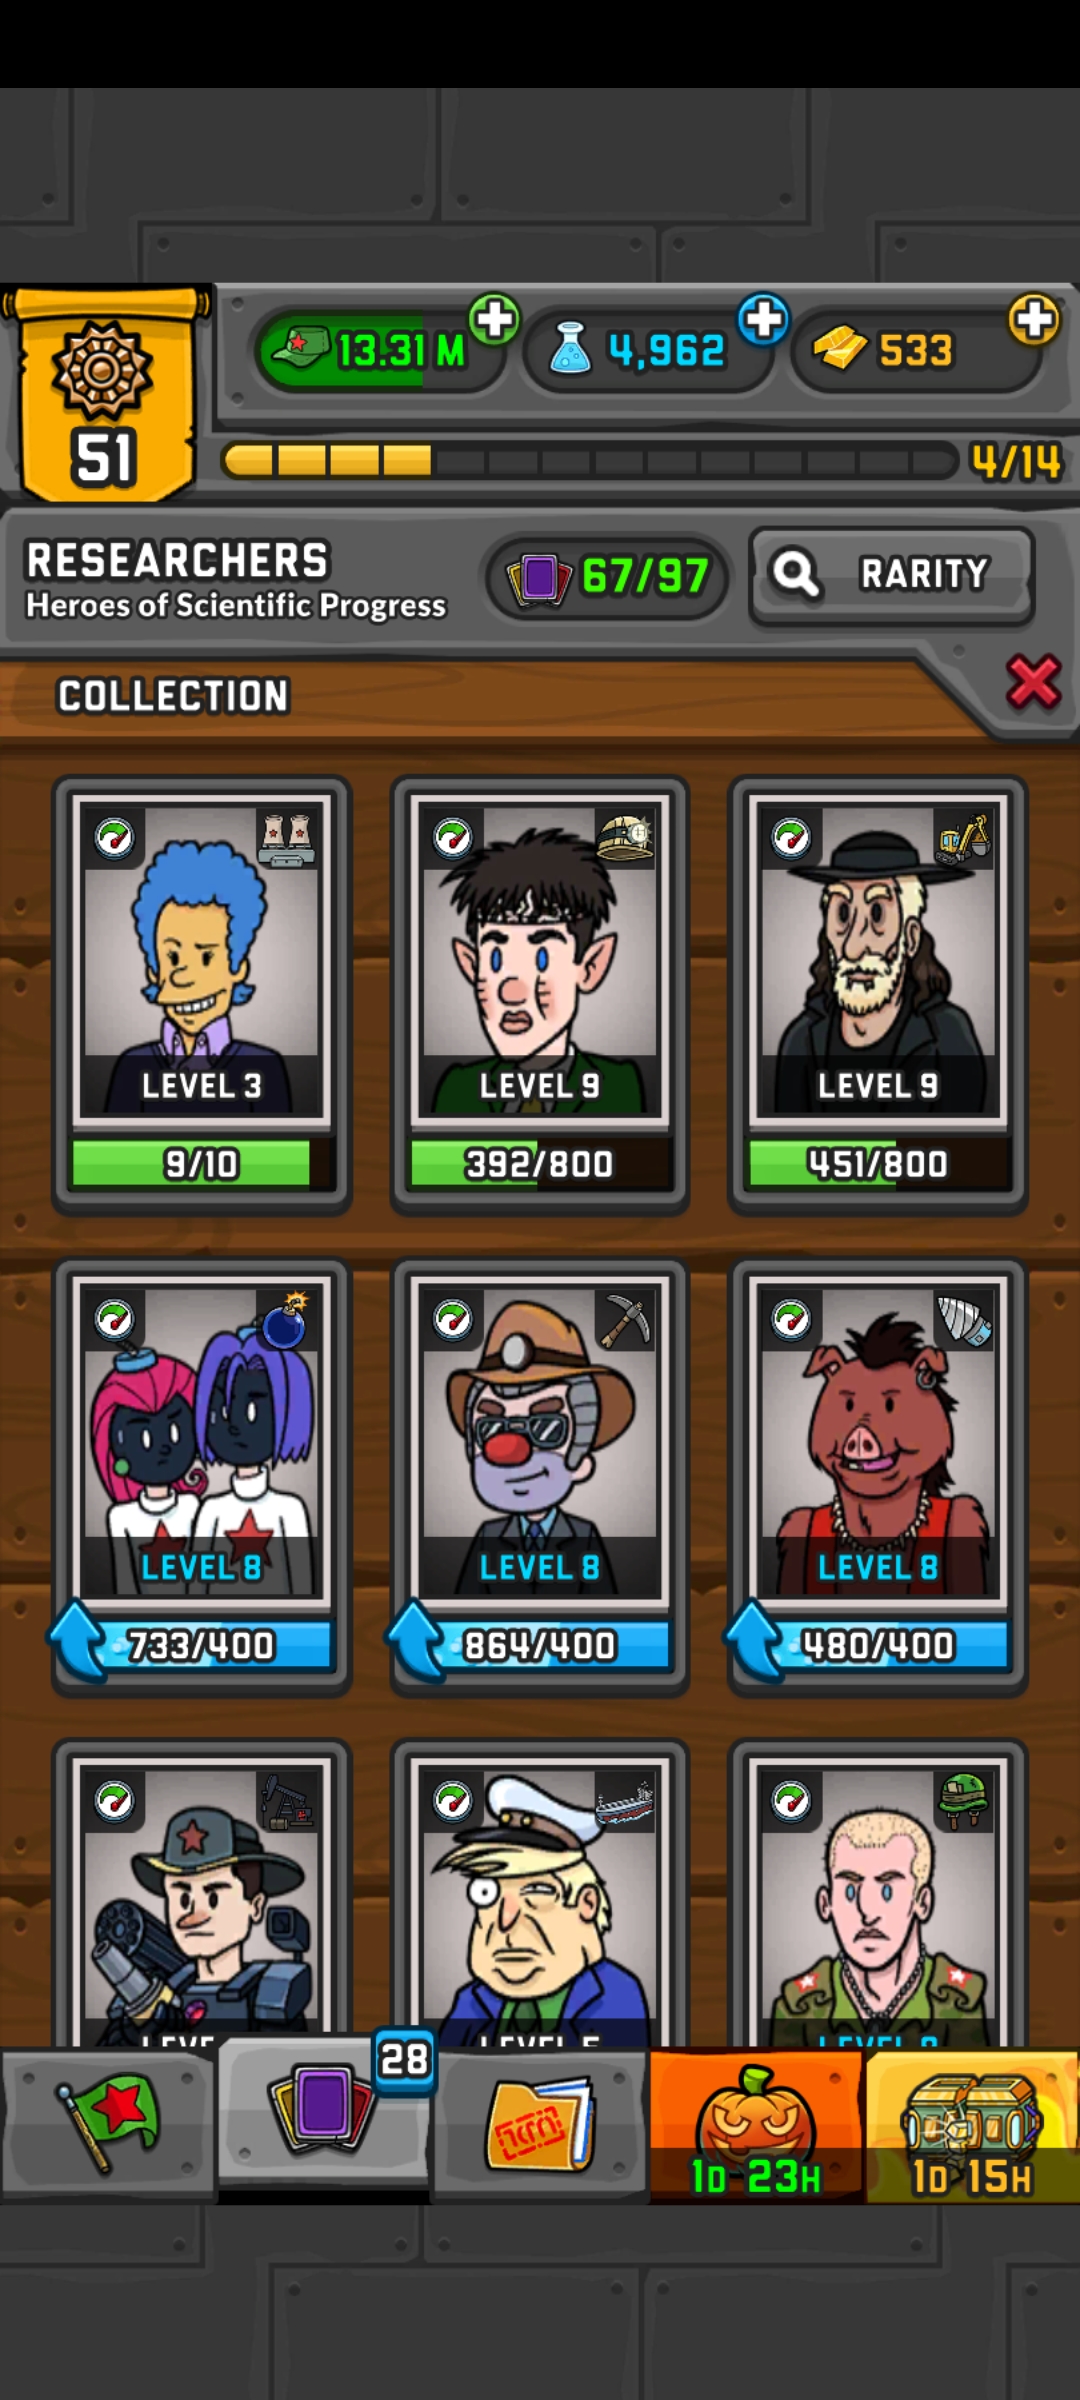 13.31 M
4,962
533
51
4/14
RESEARCHERS
Heroes of Scientific Progress
67/97
RARITY
COLLECTION
LEVEL 3
LEVEL 9
LEVEL 9
9/10
392/800
451/800
LEVEL 8
LEVEL 8
LEVEL 8
733/400
864/400
480/400
28
1D 23H
1D 15H